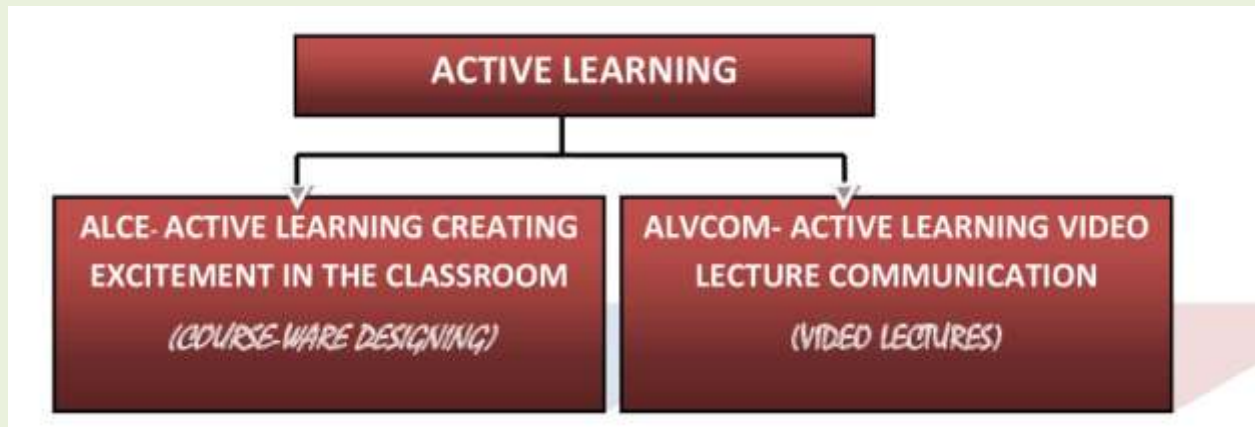 ACTIVE LEARNING
ALCE- ACTIVE LEARNING CREATING
EXCITEMENT IN THE CLASSROOM
(COURSE-WARE DESIGNING)
ALVCOM- ACTIVE LEARNING VIDEO
LECTURE COMMUNICATION
(VIDEO LECTURES)